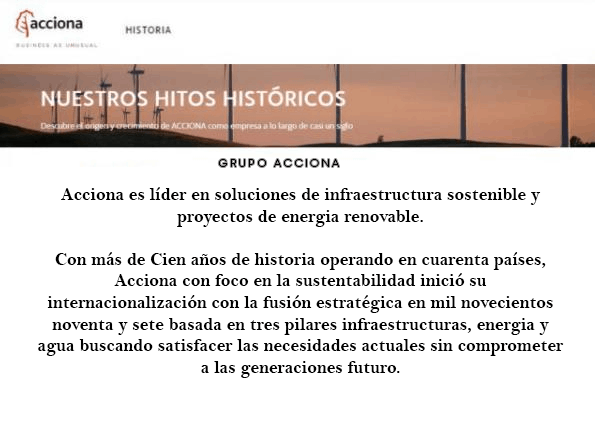 acciona
BUSINESS AS UNUSUAL
HISTORIA
NUESTROS HITOS HISTÓRICOS
Descubre el origen y crecimiento de ACCIONA como empresa a lo largo de casi un siglo
GRUPO ACCIONA
Acciona es líder en soluciones de infraestructura sostenible y
proyectos de energia renovable.
Con más de Cien años de historia operando en cuarenta países,
Acciona con foco en la sustentabilidad inició su
internacionalización con la fusión estratégica en mil novecientos
noventa y sete basada en tres pilares infraestructuras, energia y
agua buscando satisfacer las necesidades actuales sin comprometer
a las generaciones futuro.